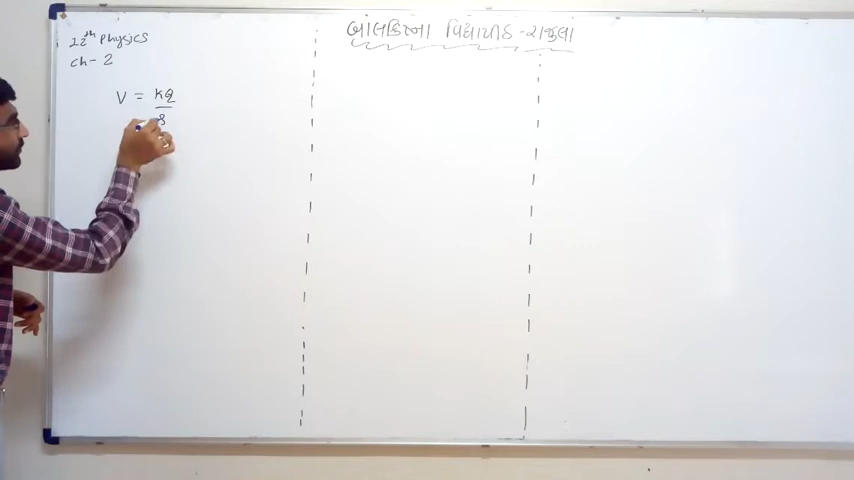 12th Physics
ch- 2
બાલકિષ્ના વિદ્યાપીઠ - રાજુલા
V = KQ
r